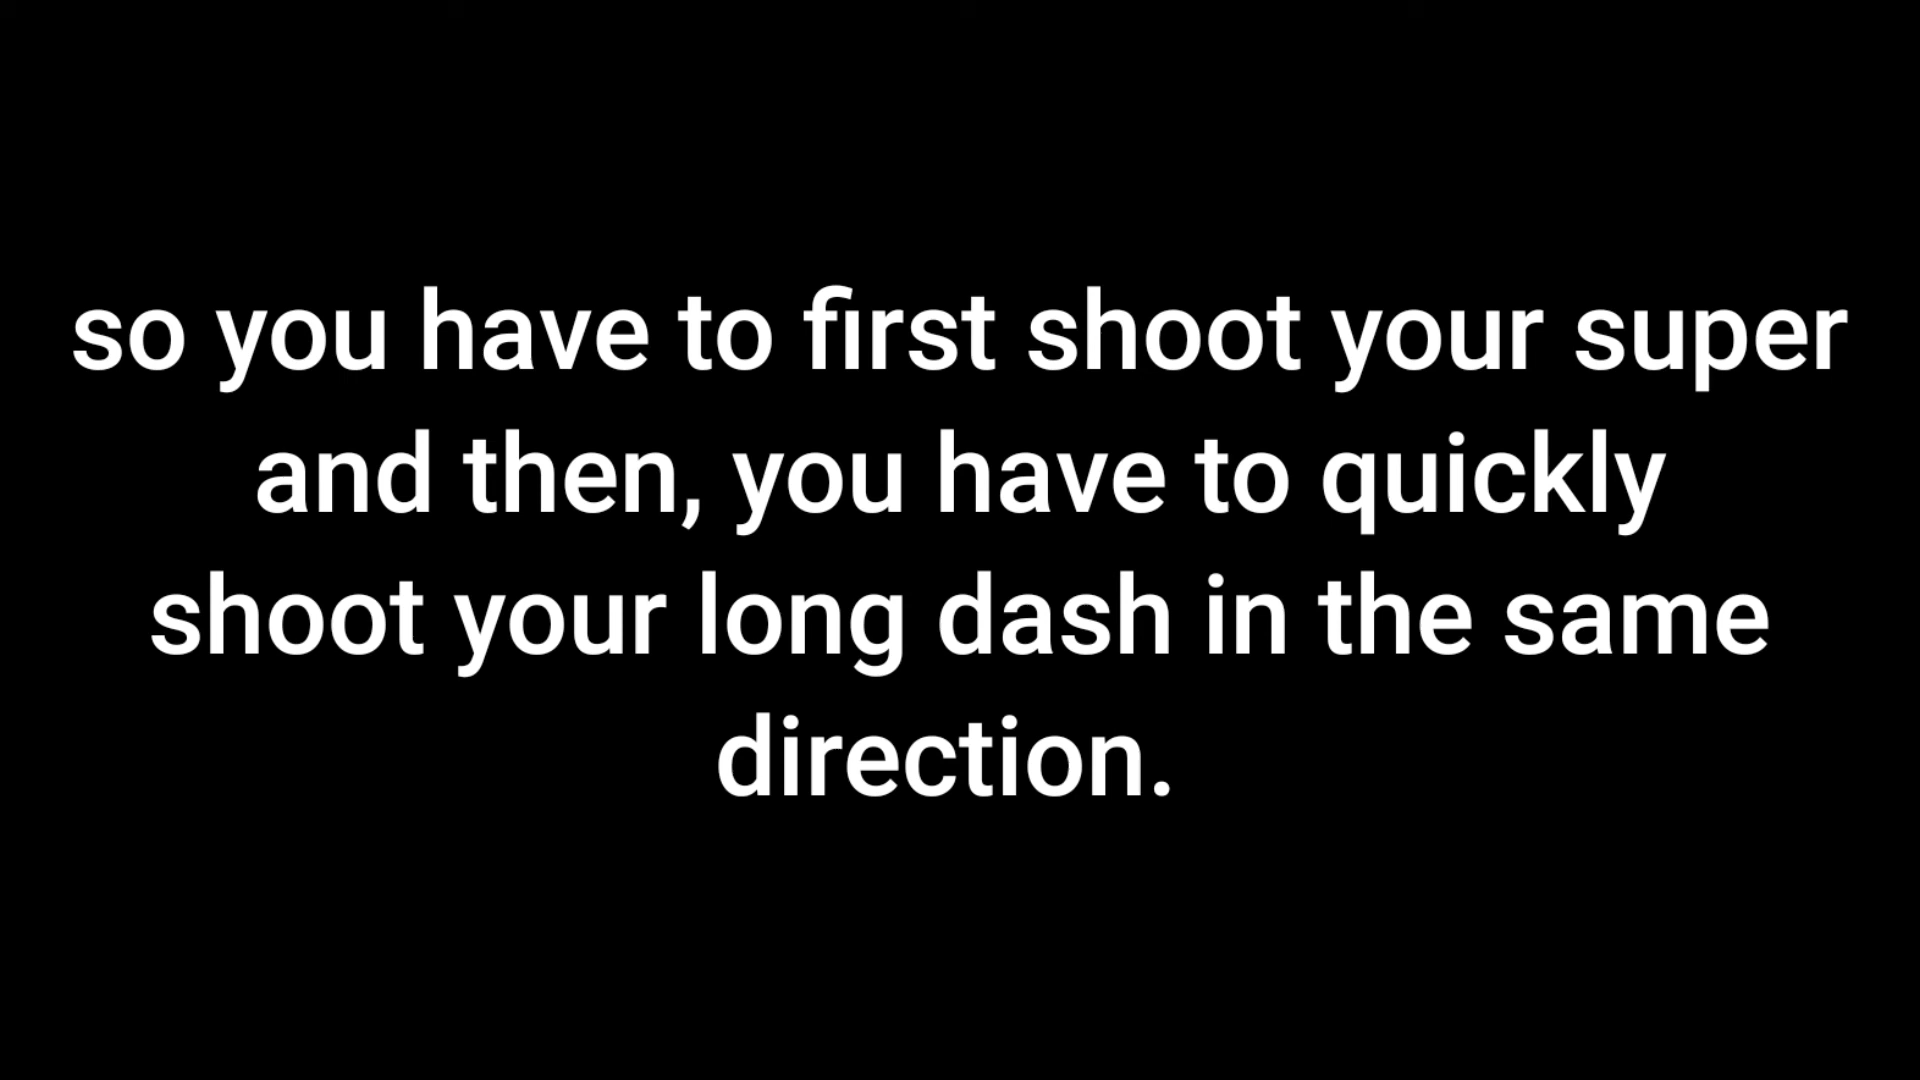 so you have to first shoot your super
and then, you have to quickly
shoot your long dash in the same
direction.